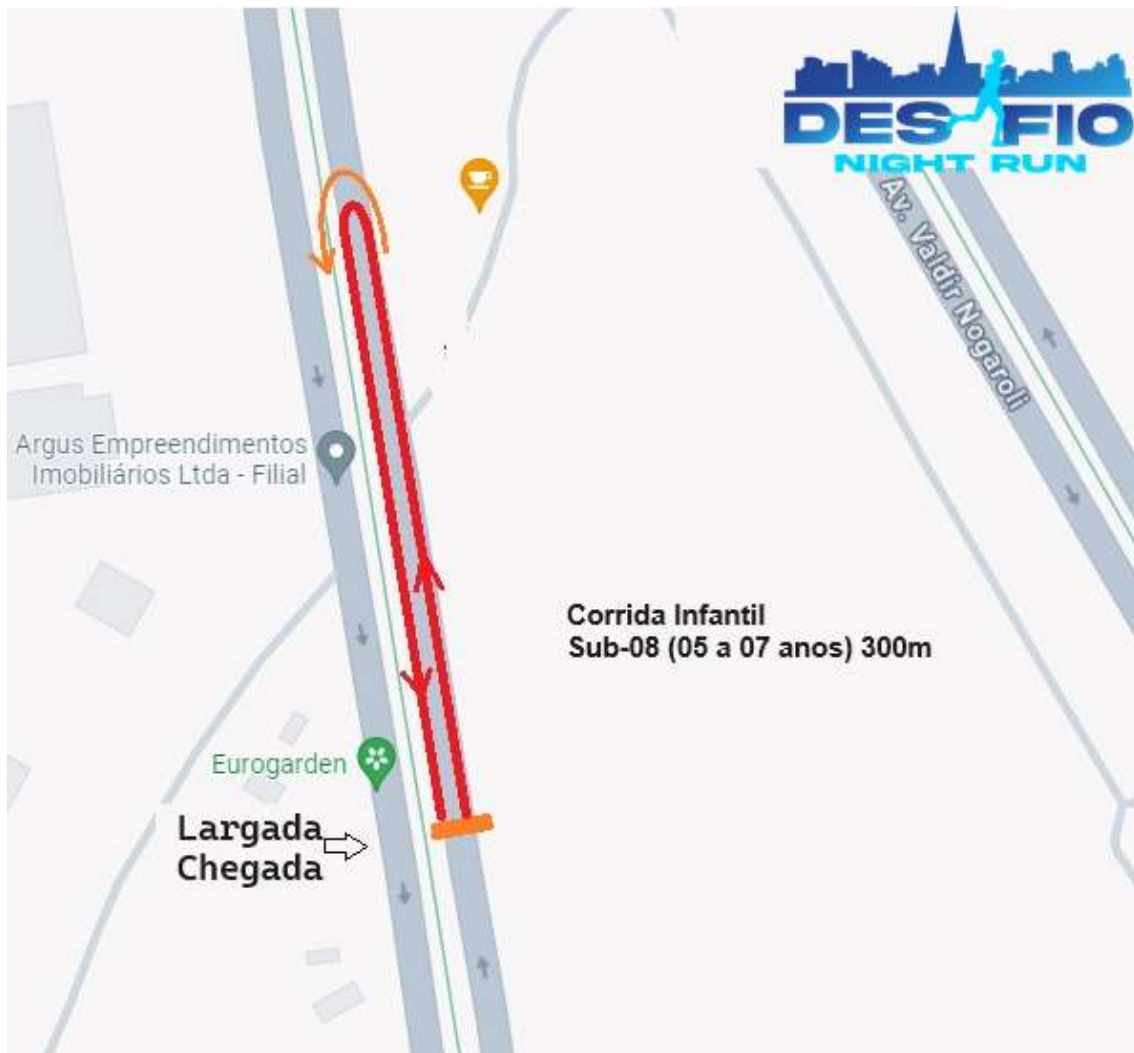 DESAFIO
NIGHT RUN
Av. Valdir Nogaroli
Argus Empreendimentos
Imobiliários Ltda - Filial
Corrida Infantil
Sub-08 (05 a 07 anos) 300m
Eurogarden
Largada
Chegada